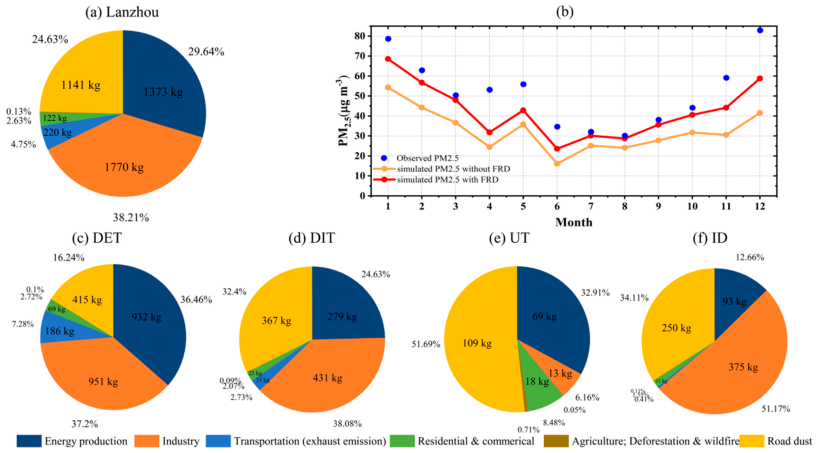 (a) Lanzhou
24.63%
29.64%
1141 kg
1373 kg
0.13%
2.63%
122 kg
220 kg
4.75%
1770 kg
38.21%
(b)
PM2.5(μg m-3)
80
70
60
50
40
30
20
10
0
Observed PM2.5
simulated PM2.5 without FRD
simulated PM2.5 with FRD
1 2 3 4 5 6 7 8 9 10 11 12
Month
(c) DET
16.24%
0.1%
2.72%
415 kg
69 kg
932 kg
36.46%
7.28%
186 kg
951 kg
37.2%
(d) DIT
24.63%
32.4%
367 kg
279 kg
0.09%
2.07%
23 kg
31 kg
2.73%
431 kg
38.08%
(e) UT
32.91%
69 kg
51.69%
109 kg
13 kg
18 kg
6.16%
0.05%
8.48%
0.71%
(f) ID
12.66%
34.11%
93 kg
250 kg
375 kg
0.41%
51.17%
Energy production
Industry
Transportation (exhaust emission)
Residential & commerical
Agriculture; Deforestation & wildfire
Road dust